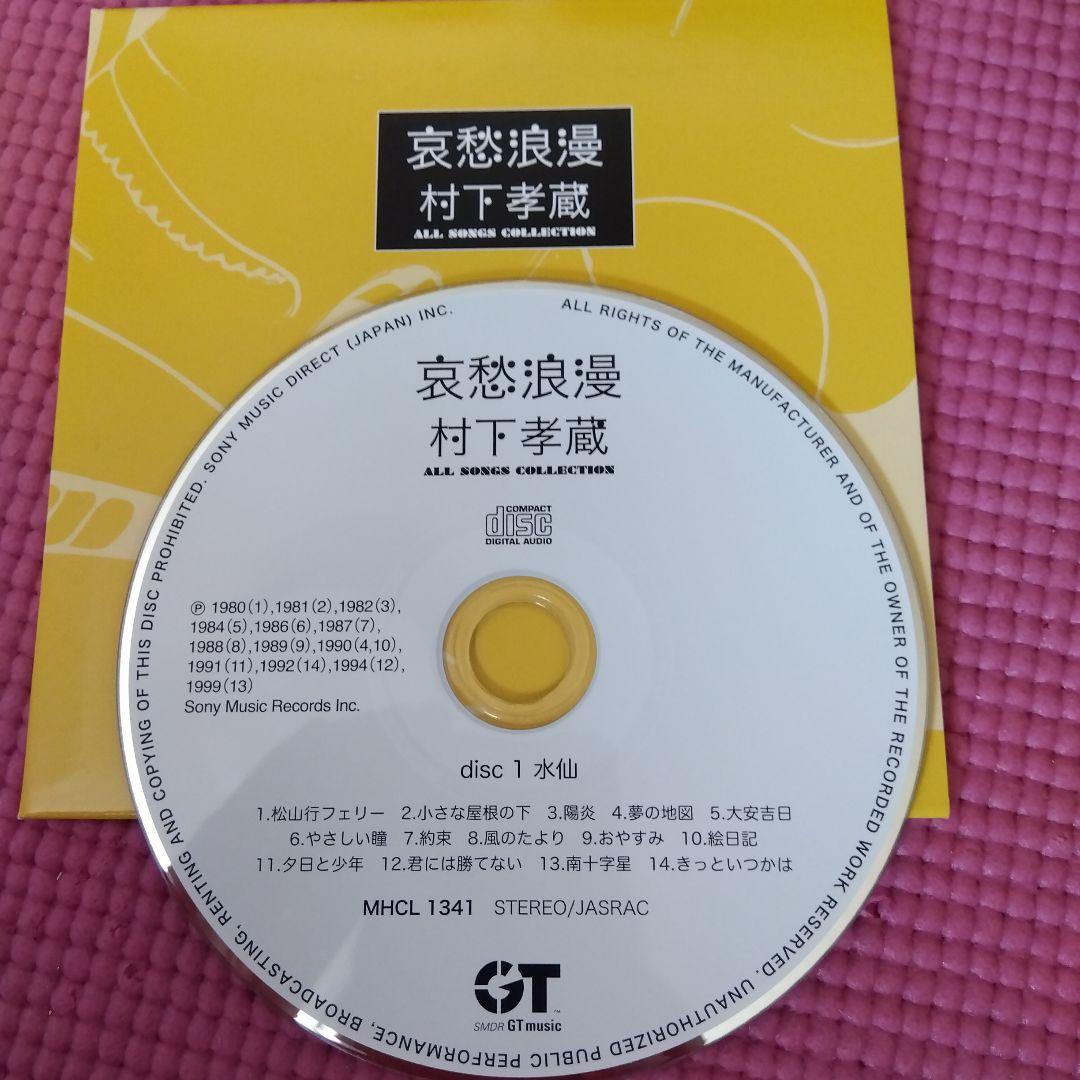 哀愁浪漫
村下孝蔵
ALL SONGS COLLECTION
ALL RIGHTS OF THE MANUFACTURER AND OF THE OWNER OF THE RECORDED WORK RESERVED. UNAUTHORIZED PUBLIC PERFORMANCE, BROADCASTING, RENTING AND COPYING OF THIS DISC PROHIBITED. SONY MUSIC DIRECT (JAPAN) INC.
哀愁浪漫
村下孝蔵
ALL SONGS COLLECTION
COMPACT
disc
DIGITAL AUDIO
℗ 1980(1),1981(2),1982(3),
1984(5),1986(6),1987(7),
1988(8),1989(9),1990(4,10),
1991(11),1992(14),1994(12),
1999(13)
Sony Music Records Inc.
disc 1 水仙
1.松山行フェリー 2.小さな屋根の下 3.陽炎 4.夢の地図 5.大安吉日
6.やさしい瞳 7.約束 8.風のたより 9.おやすみ 10.絵日記
11.夕日と少年 12.君には勝てない 13.南十字星 14.きっといつかは
MHCL 1341 STEREO/JASRAC
GT™
SMDR GT music